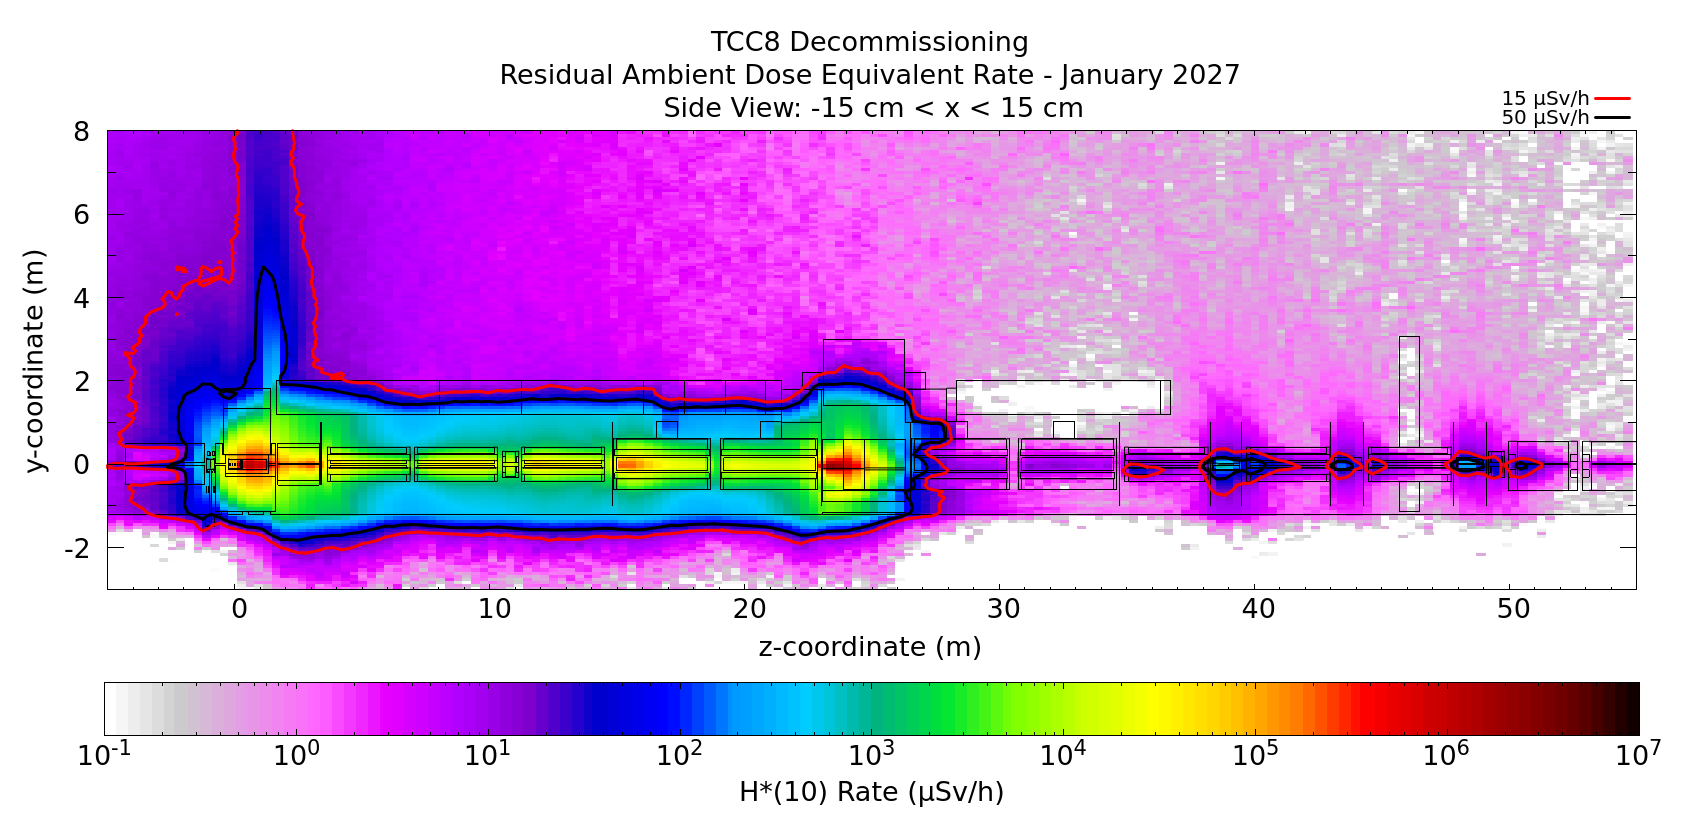 TCC8 Decommissioning
Residual Ambient Dose Equivalent Rate - January 2027
Side View: -15 cm < x < 15 cm
15 µSv/h
50 µSv/h
8
6
4
2
0
-2
y-coordinate (m)
0 10 20 30 40 50
z-coordinate (m)
10^-1 10^0 10^1 10^2 10^3 10^4 10^5 10^6 10^7
H*(10) Rate (µSv/h)